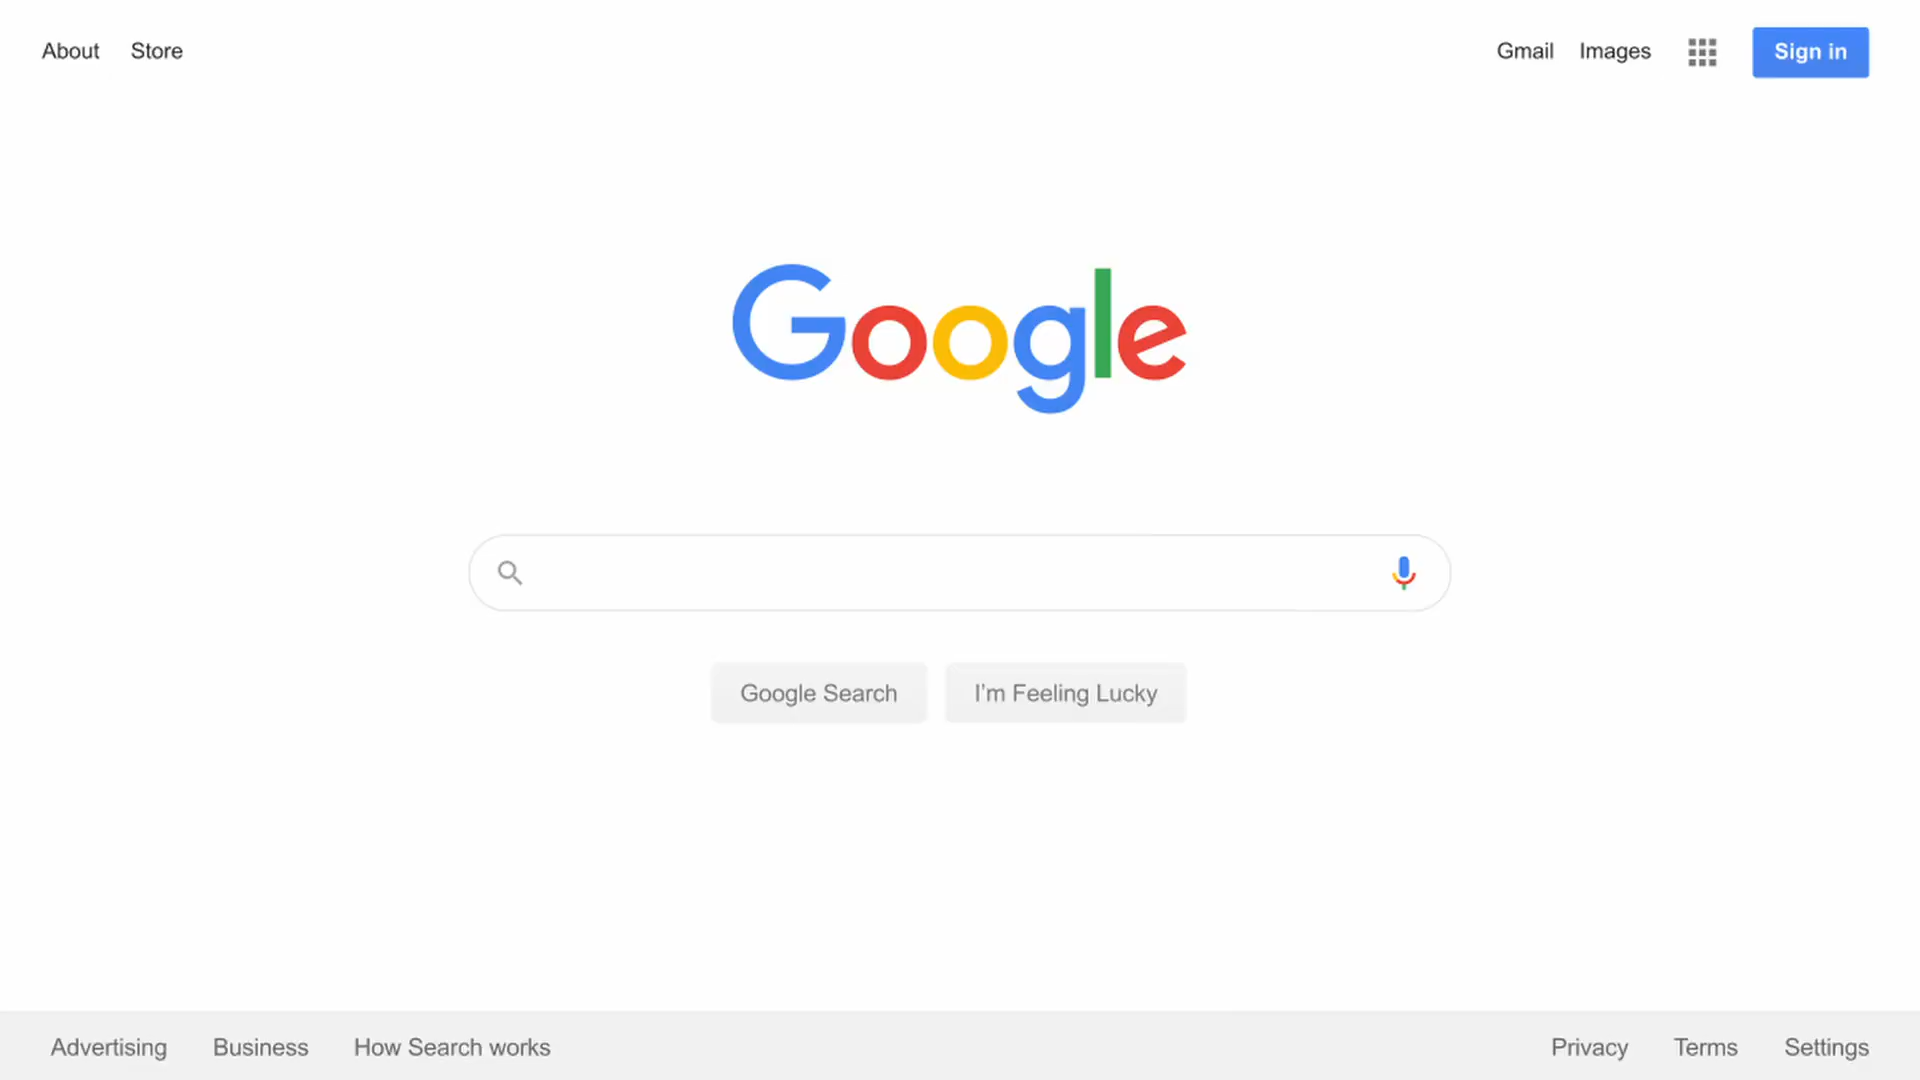 About Store Gmail Images Sign in
Google
Google Search I'm Feeling Lucky
Advertising Business How Search works Privacy Terms Settings